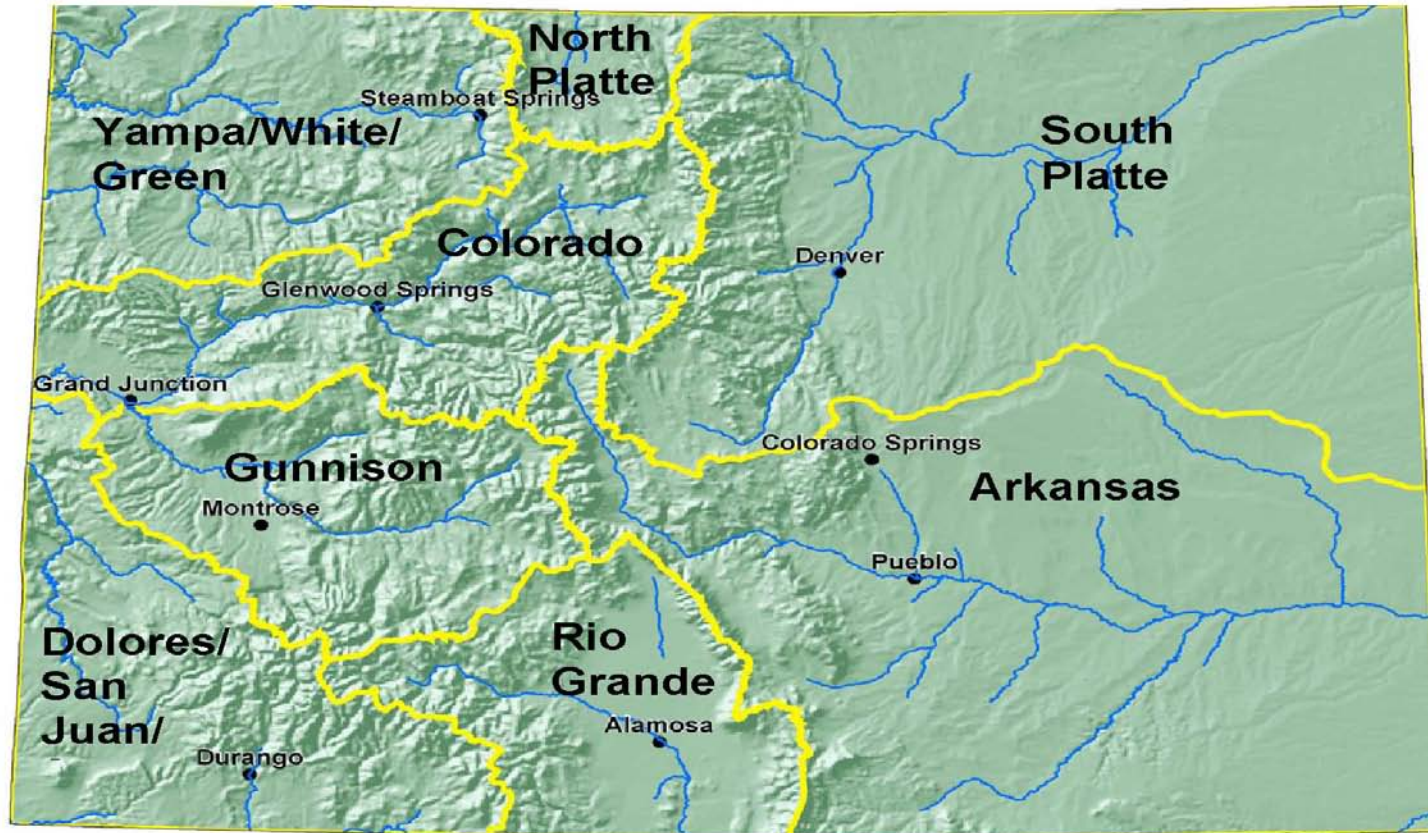 North
Platte
Steamboat Springs
Yampa/White/
Green
South
Platte
Colorado
Denver
Glenwood Springs
Grand Junction
Colorado Springs
Gunnison
Arkansas
Montrose
Pueblo
Dolores/
San
Juan/
Rio
Grande
Alamosa
Durango